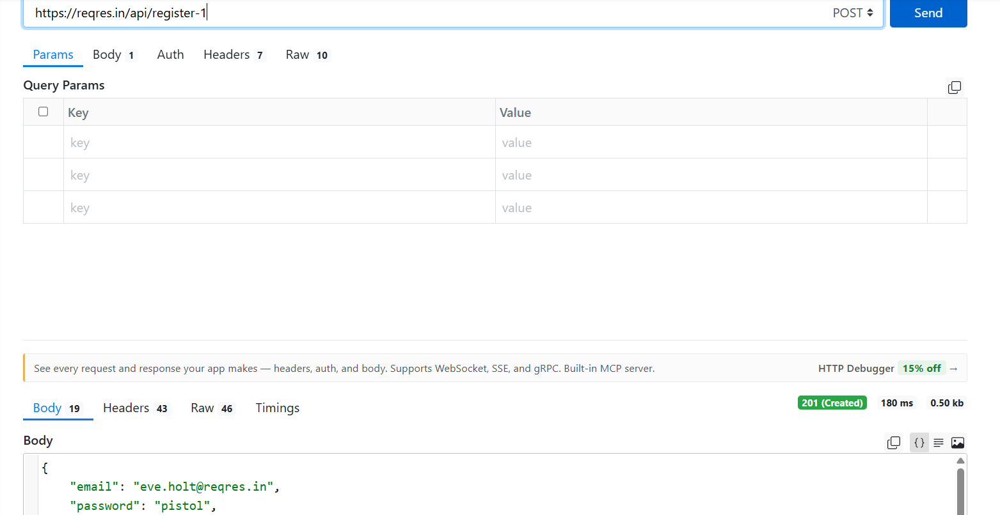 https://reqres.in/api/register-1 POST Send
Params Body 1 Auth Headers 7 Raw 10
Query Params
Key Value
key value
key value
key value
See every request and response your app makes — headers, auth, and body. Supports WebSocket, SSE, and gRPC. Built-in MCP server. HTTP Debugger 15% off →
Body 19 Headers 43 Raw 46 Timings 201 (Created) 180 ms 0.50 kb
Body {}
{
"email": "eve.holt@reqres.in",
"password": "pistol",